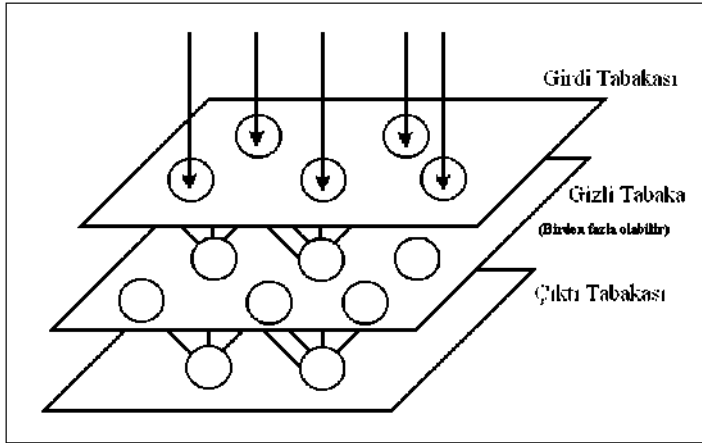 Girdi Tabakası
Gizli Tabaka
(Birden fazla olabilir)
Çıktı Tabakası